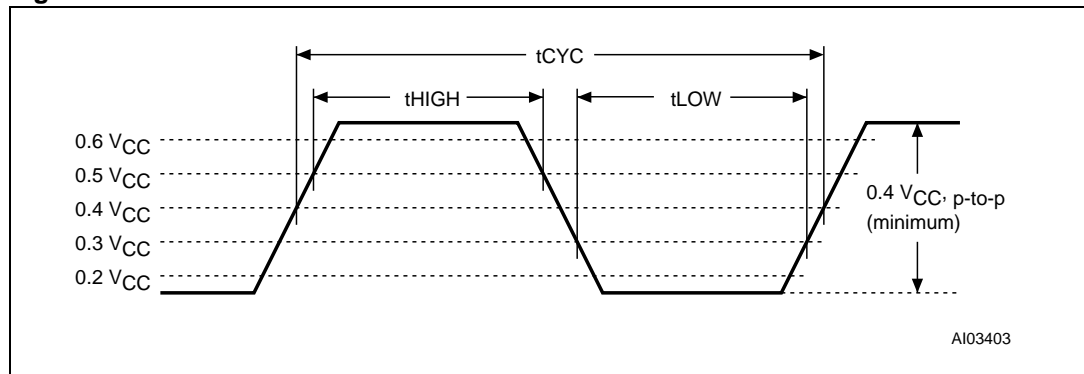 tCYC
tHIGH
tLOW
0.6 VCC
0.5 VCC
0.4 VCC
0.3 VCC
0.2 VCC
0.4 VCC, p-to-p
(minimum)
AI03403